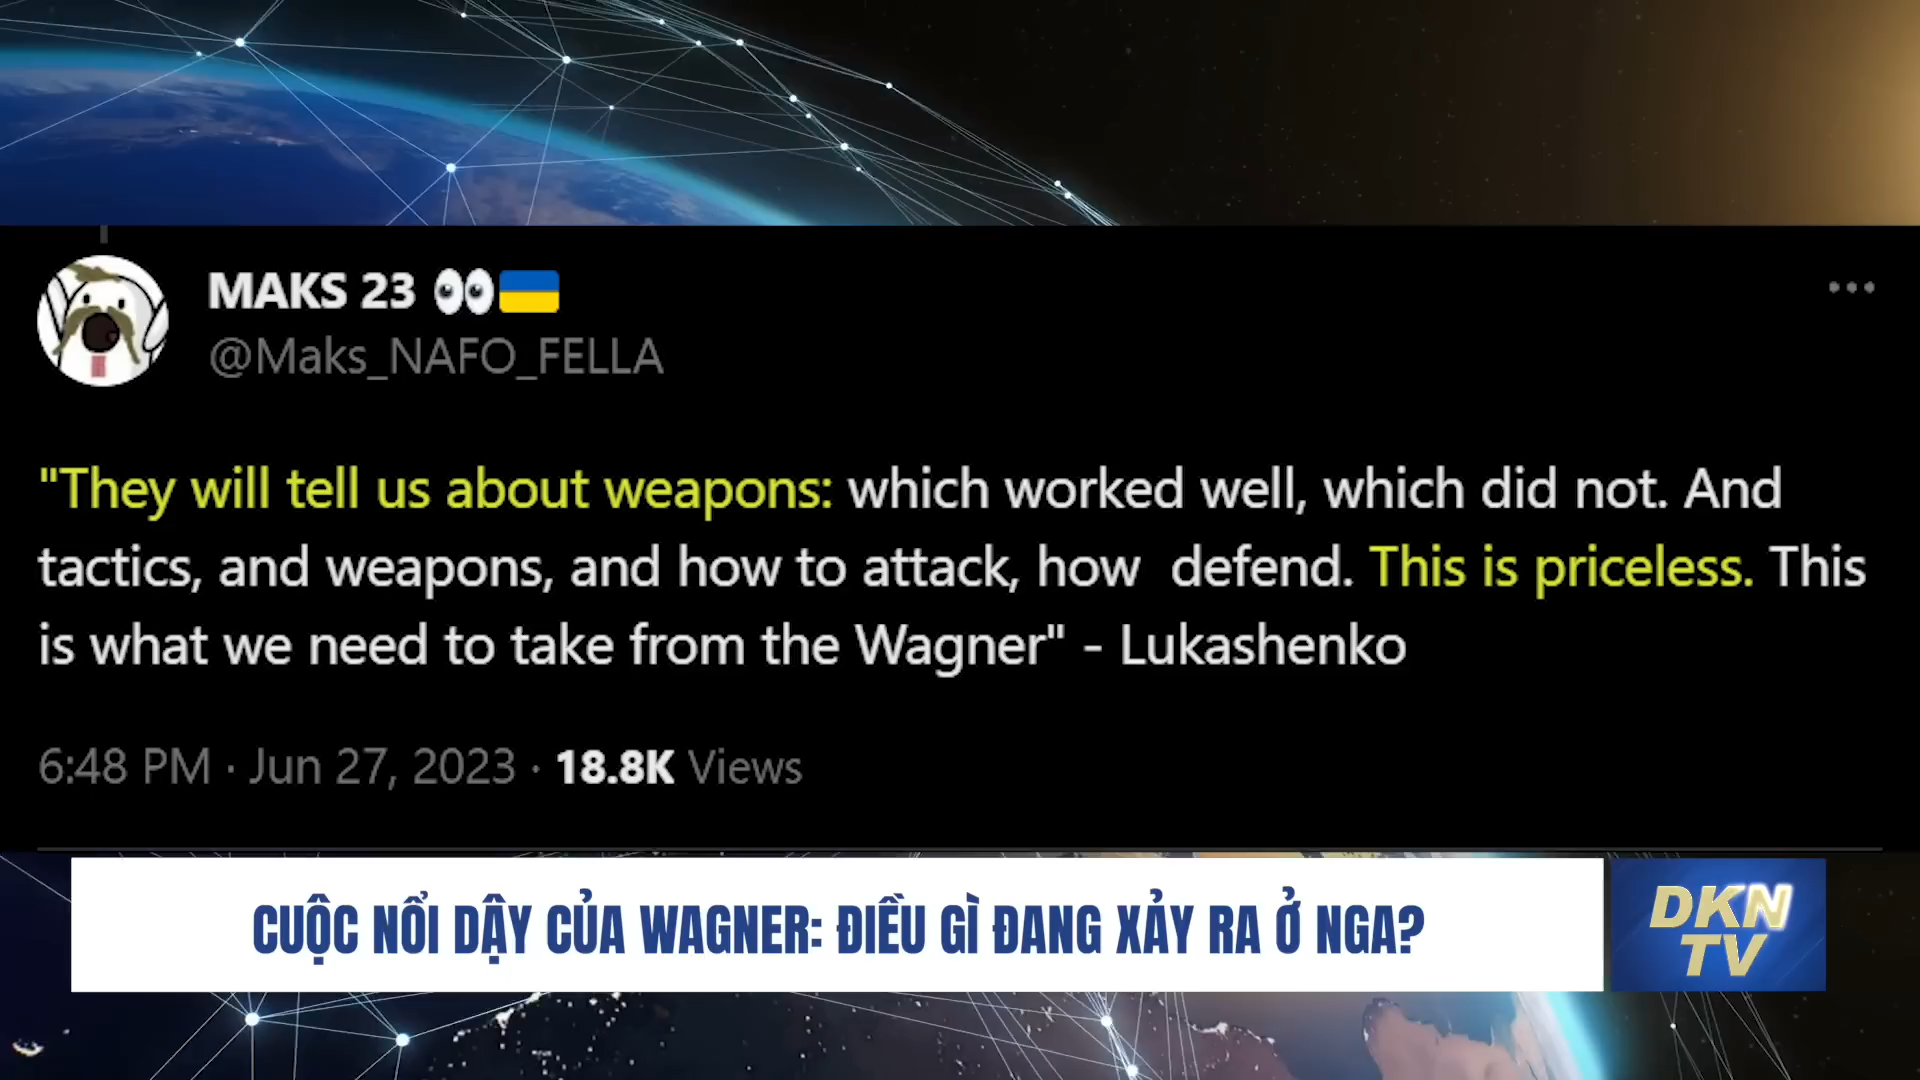 MAKS 23 👀🇺🇦
@Maks_NAFO_FELLA
"They will tell us about weapons: which worked well, which did not. And
tactics, and weapons, and how to attack, how  defend. This is priceless. This
is what we need to take from the Wagner" - Lukashenko
6:48 PM · Jun 27, 2023 · 18.8K Views
CUỘC NỔI DẬY CỦA WAGNER: ĐIỀU GÌ ĐANG XẢY RA Ở NGA?
DKN
TV